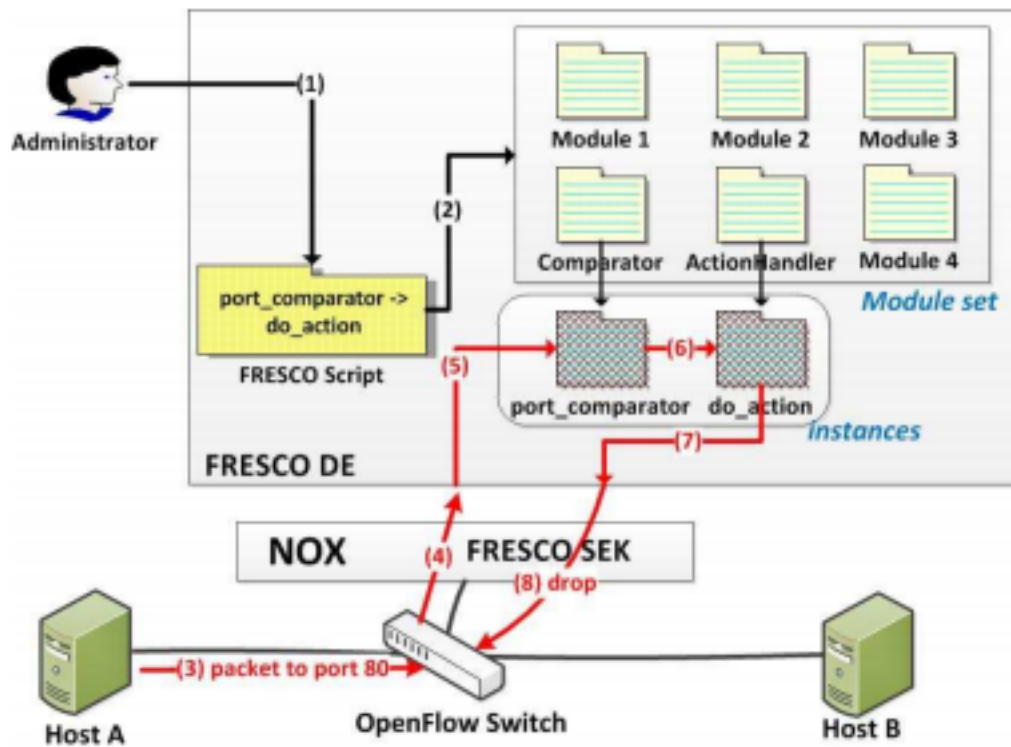 Administrator
(1)
(2)
Module 1
Module 2
Module 3
Comparator
ActionHandler
Module 4
Module set
port_comparator ->
do_action
FRESCO Script
(5)
(6)
port_comparator
do_action
instances
(7)
FRESCO DE
NOX
FRESCO SEK
(4)
(8) drop
(3) packet to port 80
Host A
OpenFlow Switch
Host B